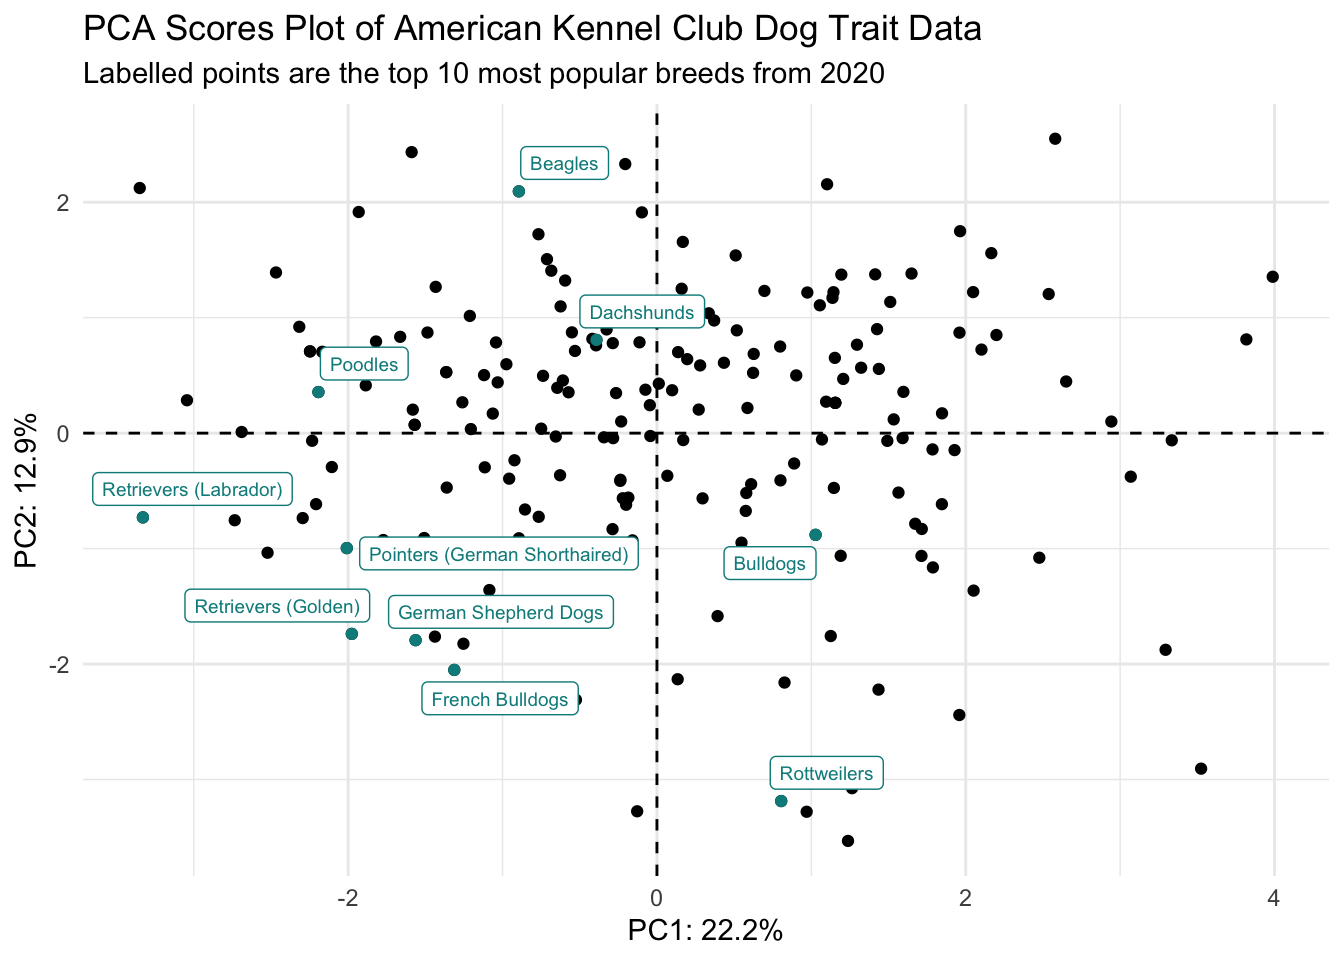 PCA Scores Plot of American Kennel Club Dog Trait Data
Labelled points are the top 10 most popular breeds from 2020
Beagles
2
Dachshunds
Poodles
0
Retrievers (Labrador)
Pointers (German Shorthaired)
Bulldogs
Retrievers (Golden)
German Shepherd Dogs
-2
French Bulldogs
Rottweilers
PC2: 12.9%
-2 0 2 4
PC1: 22.2%